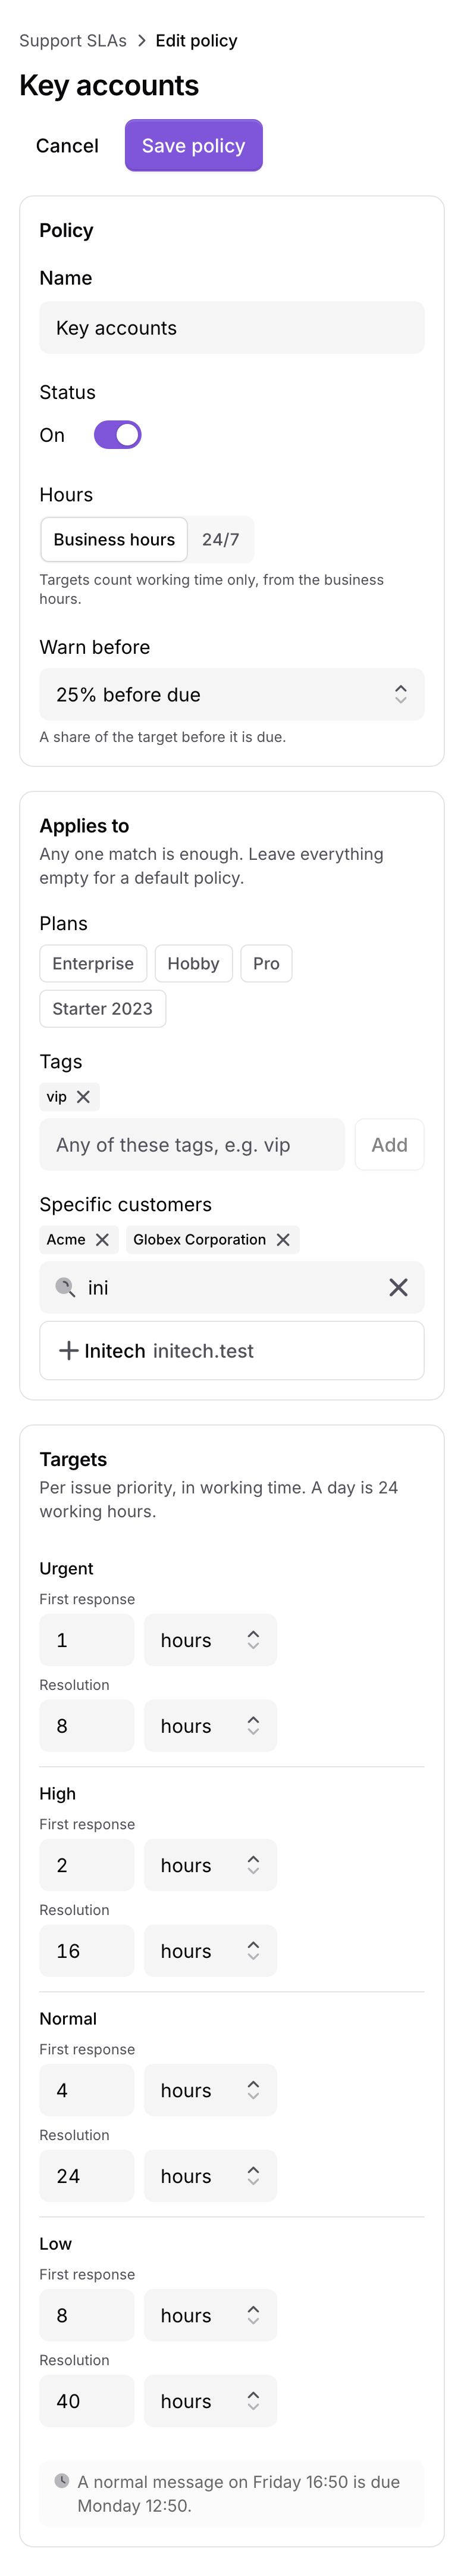 Support SLAs > Edit policy
Key accounts
Cancel Save policy
Policy
Name
Key accounts
Status
On
Hours
Business hours 24/7
Targets count working time only, from the business
hours.
Warn before
25% before due
A share of the target before it is due.
Applies to
Any one match is enough. Leave everything
empty for a default policy.
Plans
Enterprise Hobby Pro
Starter 2023
Tags
vip
Any of these tags, e.g. vip Add
Specific customers
Acme Globex Corporation
ini
Initech initech.test
Targets
Per issue priority, in working time. A day is 24
working hours.
Urgent
First response
1 hours
Resolution
8 hours
High
First response
2 hours
Resolution
16 hours
Normal
First response
4 hours
Resolution
24 hours
Low
First response
8 hours
Resolution
40 hours
A normal message on Friday 16:50 is due
Monday 12:50.